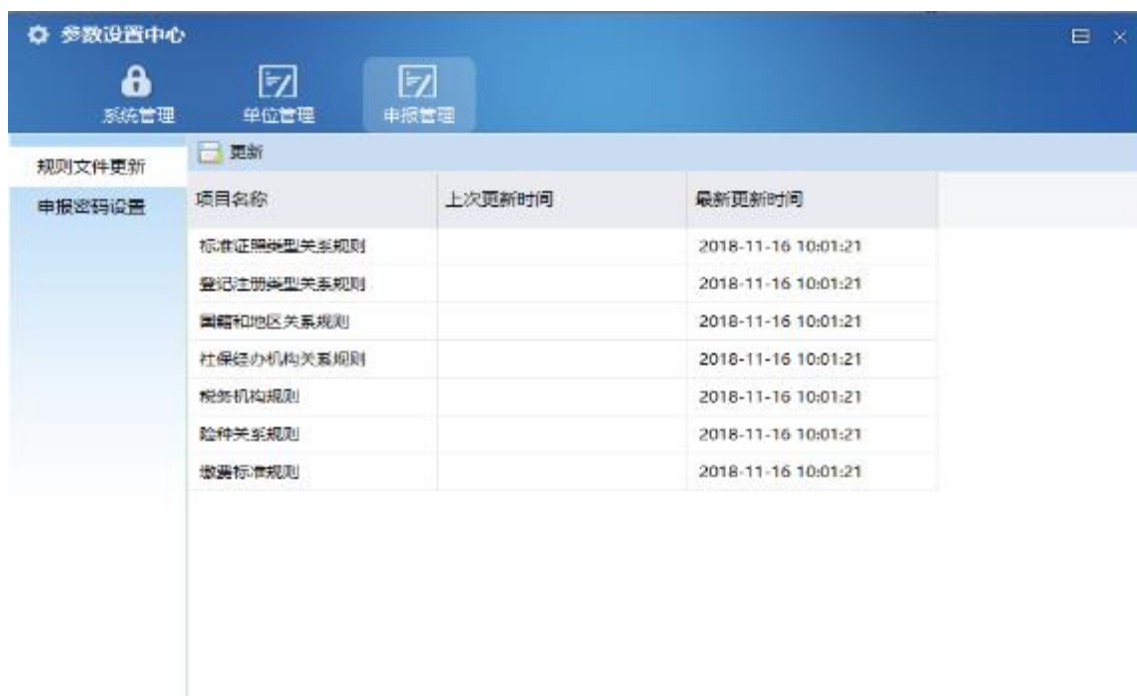 参数设置中心
系统管理 单位管理 申报管理
规则文件更新
申报密码设置
更新
项目名称 上次更新时间 最新更新时间
标准证照类型关系规则 2018-11-16 10:01:21
登记注册类型关系规则 2018-11-16 10:01:21
国籍和地区关系规则 2018-11-16 10:01:21
社保经办机构关系规则 2018-11-16 10:01:21
税务机构规则 2018-11-16 10:01:21
险种关系规则 2018-11-16 10:01:21
缴费标准规则 2018-11-16 10:01:21